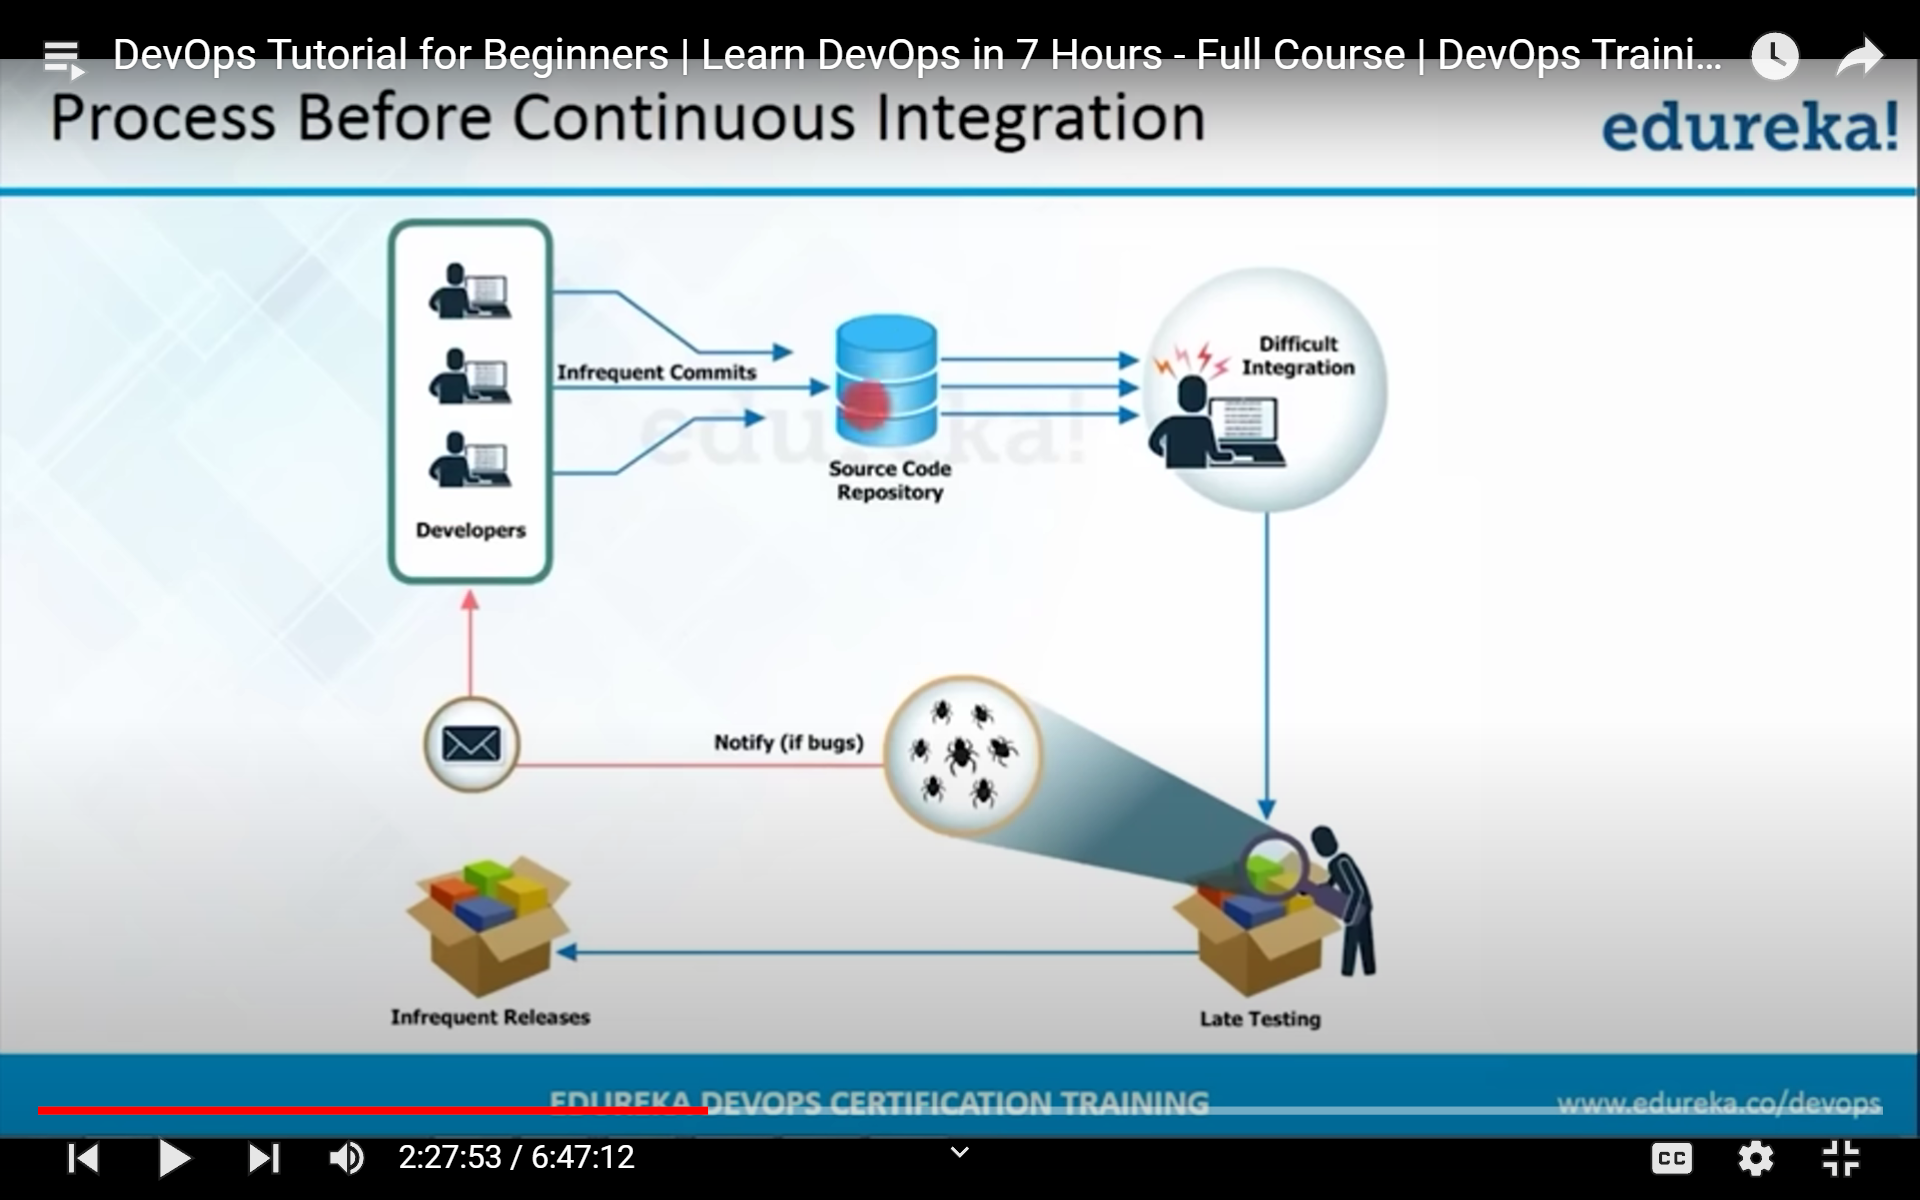 DevOps Tutorial for Beginners | Learn DevOps in 7 Hours - Full Course | DevOps Traini...
Process Before Continuous Integration
edureka!
Infrequent Commits
Difficult
Integration
edureka!
Source Code
Repository
Developers
Notify (if bugs)
Infrequent Releases
Late Testing
EDUREKA DEVOPS CERTIFICATION TRAINING
www.edureka.co/devops
2:27:53 / 6:47:12
CC